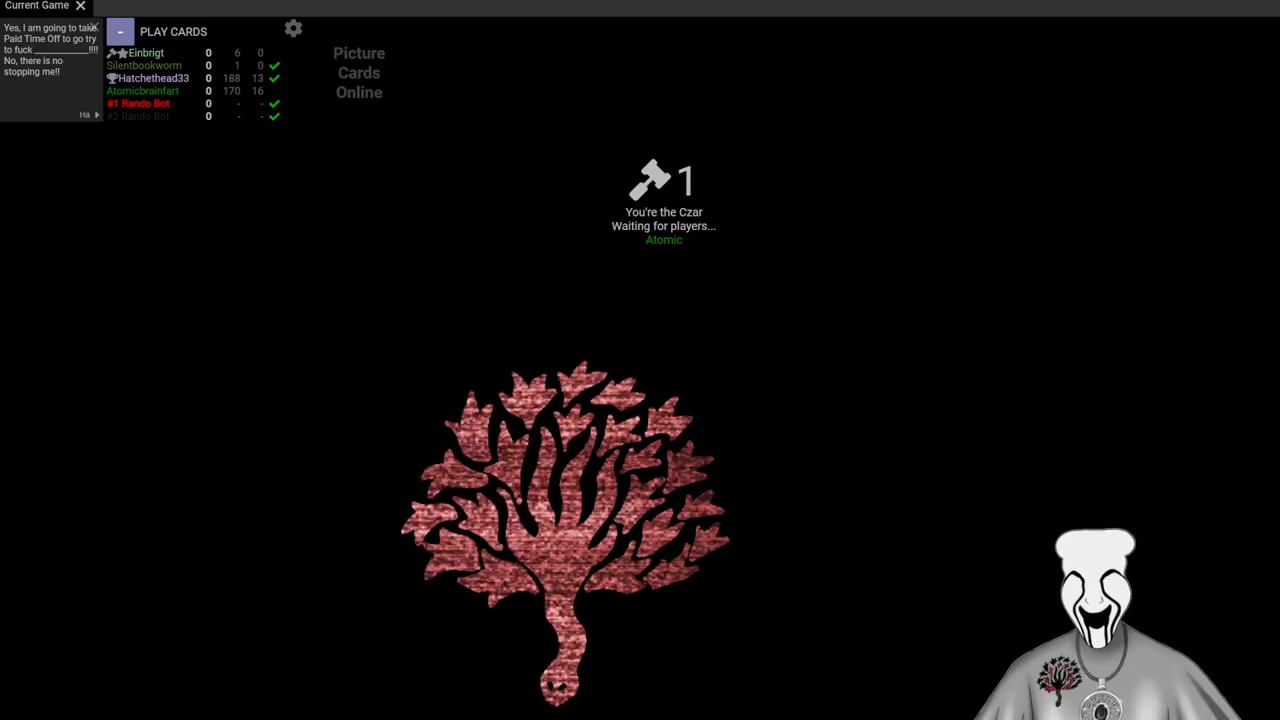 Current Game
Yes, I am going to take
Paid Time Off to go try
to fuck ____________!!!!
No, there is no
stopping me!!
Ha
- PLAY CARDS
Einbrigt 0 6 0
Silentbookworm 0 1 0
Hatchethead33 0 188 13
Atomicbrainfart 0 170 16
#1 Rando Bot 0 - -
#2 Rando Bot 0 - -
Picture
Cards
Online
1
You're the Czar
Waiting for players...
Atomic